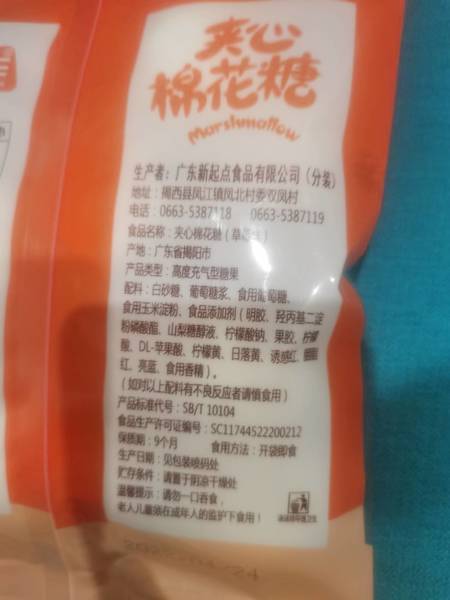 夹心
棉花糖
Marshmallow
生产者：广东新起点食品有限公司（分装）
地址：揭西县凤江镇凤北村委双凤村
电话：0663-5387118 0663-5387119
食品名称：夹心棉花糖（草莓味）
产地：广东省揭阳市
产品类型：高度充气型糖果
配料：白砂糖、葡萄糖浆、食用葡萄糖、
食用玉米淀粉、食品添加剂（明胶、羟丙基二淀
粉磷酸酯、山梨糖醇液、柠檬酸钠、果胶、柠檬
酸、DL-苹果酸、柠檬黄、日落黄、诱惑红、
红、亮蓝、食用香精）。
（如对以上配料有不良反应者请慎食用）
产品标准代号：SB/T 10104
食品生产许可证编号：SC11744522200212
保质期：9个月 食用方法：开袋即食
生产日期：见包装喷码处
贮存条件：请置于阴凉干燥处
温馨提示：请勿一口吞食，
老人儿童须在成年人的监护下食用！